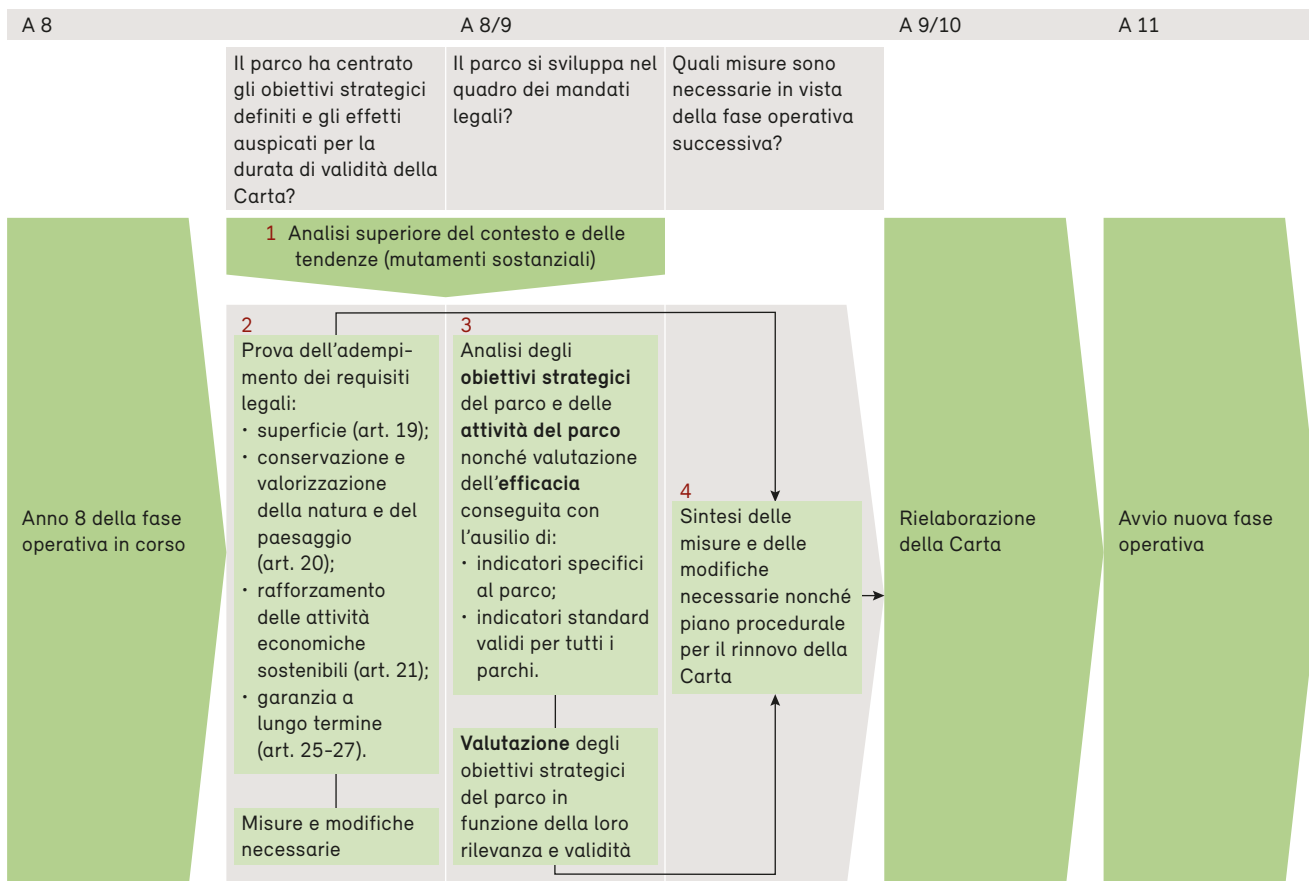 A 8
A 8/9
A 9/10
A 11
Il parco ha centrato
gli obiettivi strategici
definiti e gli effetti
auspicati per la
durata di validità della
Carta?
Il parco si sviluppa nel
quadro dei mandati
legali?
Quali misure sono
necessarie in vista
della fase operativa
successiva?
1 Analisi superiore del contesto e delle
tendenze (mutamenti sostanziali)
Anno 8 della fase
operativa in corso
2
Prova dell'adempi-
mento dei requisiti
legali:
· superficie (art. 19);
· conservazione e
valorizzazione
della natura e del
paesaggio
(art. 20);
· rafforzamento
delle attività
economiche
sostenibili (art. 21);
· garanzia a
lungo termine
(art. 25-27).
Misure e modifiche
necessarie
3
Analisi degli
obiettivi strategici
del parco e delle
attività del parco
nonché valutazione
dell'efficacia
conseguita con
l'ausilio di:
· indicatori specifici
al parco;
· indicatori standard
validi per tutti i
parchi.
Valutazione degli
obiettivi strategici
del parco in
funzione della loro
rilevanza e validità
4
Sintesi delle
misure e delle
modifiche
necessarie nonché
piano procedurale
per il rinnovo della
Carta
Rielaborazione
della Carta
Avvio nuova fase
operativa